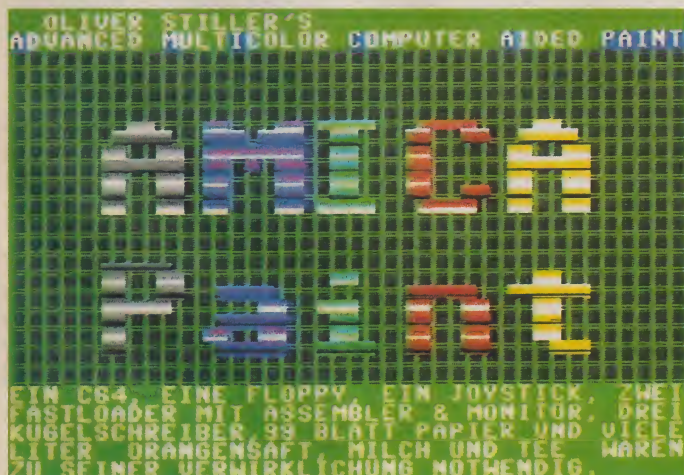 OLIVER STILLER'S
ADVANCED MULTICOLOR COMPUTER AIDED PAINT
AMICA
Paint
EIN C64, EINE FLOPPY, EIN JOYSTICK, ZWEI
FASTLOADER MIT ASSEMBLER & MONITOR, DREI
KUGELSCHREIBER, 99 BLATT PAPIER UND VIELE
LITER ORANGENSAFT, MILCH UND TEE WAREN
ZU SEINER VERWIRKLICHUNG NOTWENDIG.